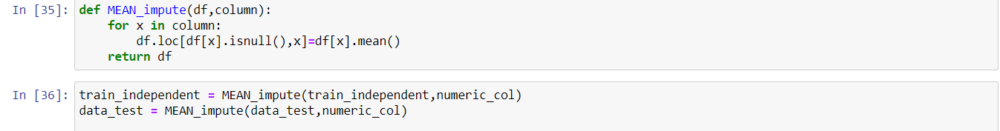 In [35]: def MEAN_impute(df,column):
    for x in column:
        df.loc[df[x].isnull(),x]=df[x].mean()
    return df
In [36]: train_independent = MEAN_impute(train_independent,numeric_col)
data_test = MEAN_impute(data_test,numeric_col)